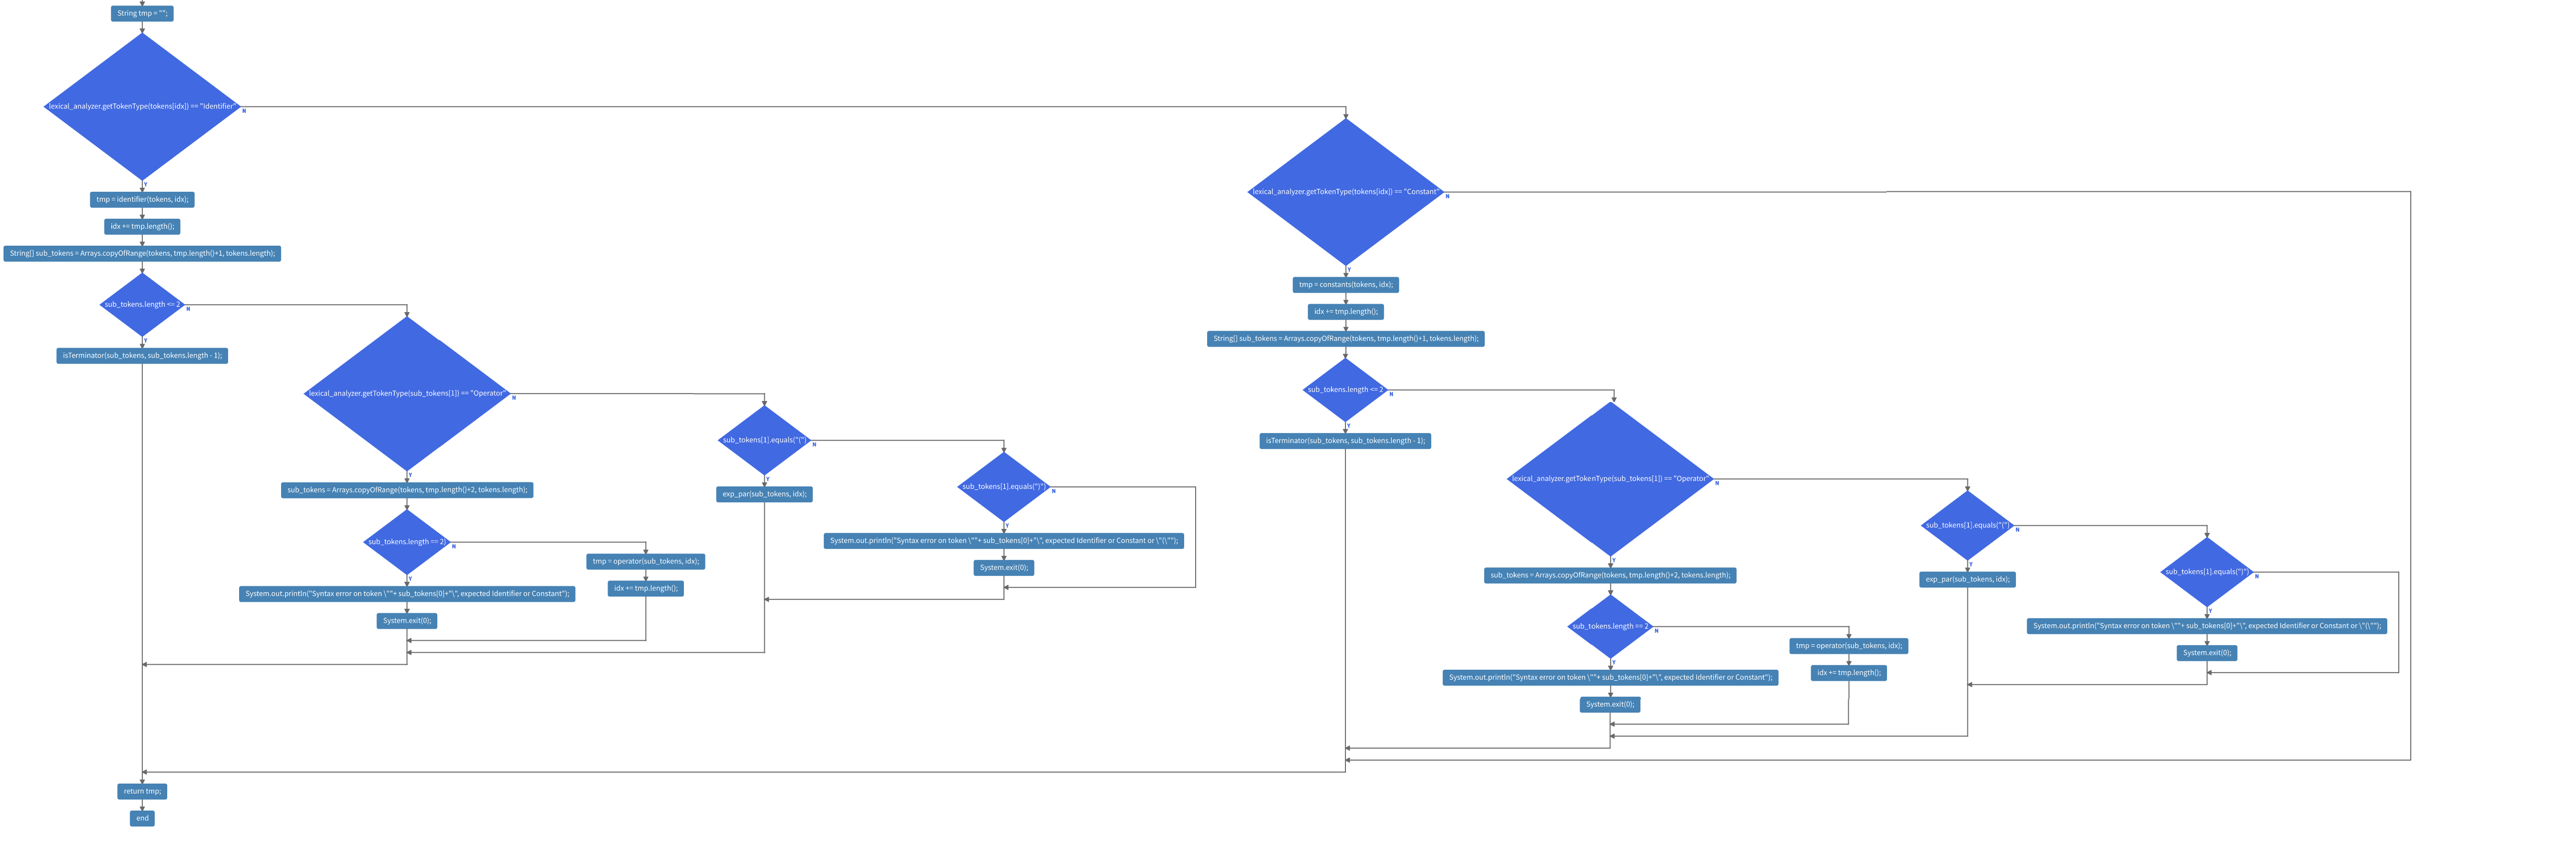 String tmp = "";
lexical_analyzer.getTokenType(tokens[idx]) == "Identifier"
N
Y
tmp = identifier(tokens, idx);
idx += tmp.length();
String[] sub_tokens = Arrays.copyOfRange(tokens, tmp.length()+1, tokens.length);
sub_tokens.length <= 2
N
Y
isTerminator(sub_tokens, sub_tokens.length - 1);
lexical_analyzer.getTokenType(sub_tokens[1]) == "Operator"
N
Y
sub_tokens = Arrays.copyOfRange(tokens, tmp.length()+2, tokens.length);
sub_tokens.length == 2)
N
Y
System.out.println("Syntax error on token \""+ sub_tokens[0]+"\", expected Identifier or Constant");
System.exit(0);
tmp = operator(sub_tokens, idx);
idx += tmp.length();
sub_tokens[1].equals("(")
N
Y
exp_par(sub_tokens, idx);
sub_tokens[1].equals(")")
N
Y
System.out.println("Syntax error on token \""+ sub_tokens[0]+"\", expected Identifier or Constant or \"(\"");
System.exit(0);
lexical_analyzer.getTokenType(tokens[idx]) == "Constant"
N
Y
tmp = constants(tokens, idx);
idx += tmp.length();
String[] sub_tokens = Arrays.copyOfRange(tokens, tmp.length()+1, tokens.length);
sub_tokens.length <= 2
N
Y
isTerminator(sub_tokens, sub_tokens.length - 1);
lexical_analyzer.getTokenType(sub_tokens[1]) == "Operator"
N
Y
sub_tokens = Arrays.copyOfRange(tokens, tmp.length()+2, tokens.length);
sub_tokens.length == 2
N
Y
System.out.println("Syntax error on token \""+ sub_tokens[0]+"\", expected Identifier or Constant");
System.exit(0);
tmp = operator(sub_tokens, idx);
idx += tmp.length();
sub_tokens[1].equals("(")
N
Y
exp_par(sub_tokens, idx);
sub_tokens[1].equals(")")
N
Y
System.out.println("Syntax error on token \""+ sub_tokens[0]+"\", expected Identifier or Constant or \"(\"");
System.exit(0);
return tmp;
end